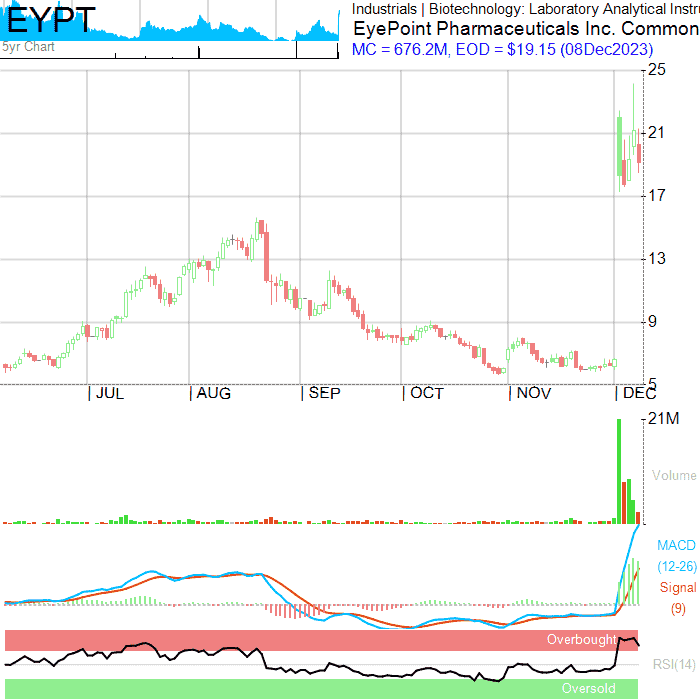 EYPT
5yr Chart
Industrials | Biotechnology: Laboratory Analytical Instru
EyePoint Pharmaceuticals Inc. Common
MC = 676.2M, EOD = $19.15 (08Dec2023)
25
21
17
13
9
5
| JUL | AUG | SEP | OCT | NOV | DEC
21M
Volume
MACD
(12-26)
Signal
(9)
Overbought
RSI(14)
Oversold